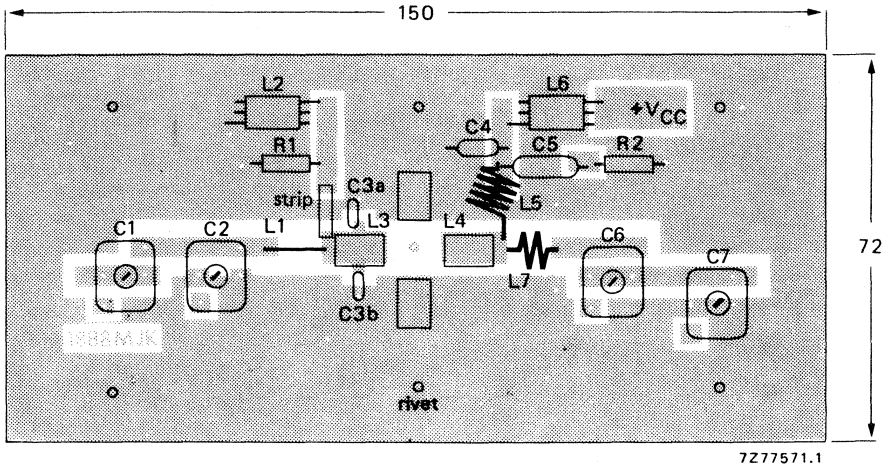 150
L2
L6
+VCC
C4
R1
C5
R2
C3a
strip
L5
C1
L1
C2
L3
L4
C6
72
C7
L7
C3b
1888MJK
rivet
7Z77571.1